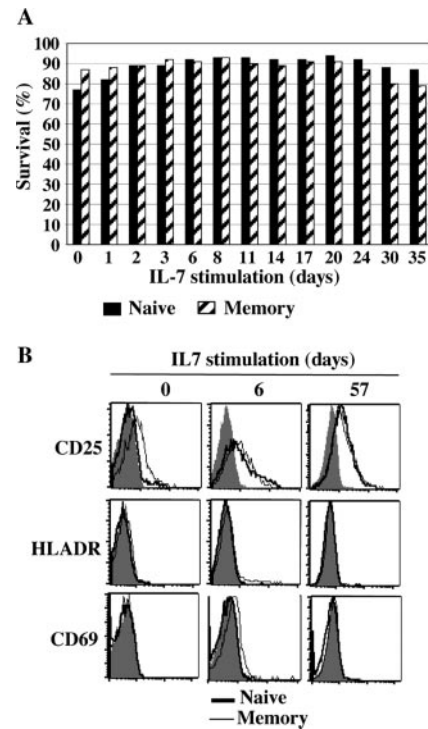 A
Survival (%)
100
90
80
70
60
50
40
30
20
10
0
0 1 2 3 6 8 11 14 17 20 24 30 35
IL-7 stimulation (days)
Naive Memory
B
IL7 stimulation (days)
0 6 57
CD25
HLADR
CD69
Naive
Memory